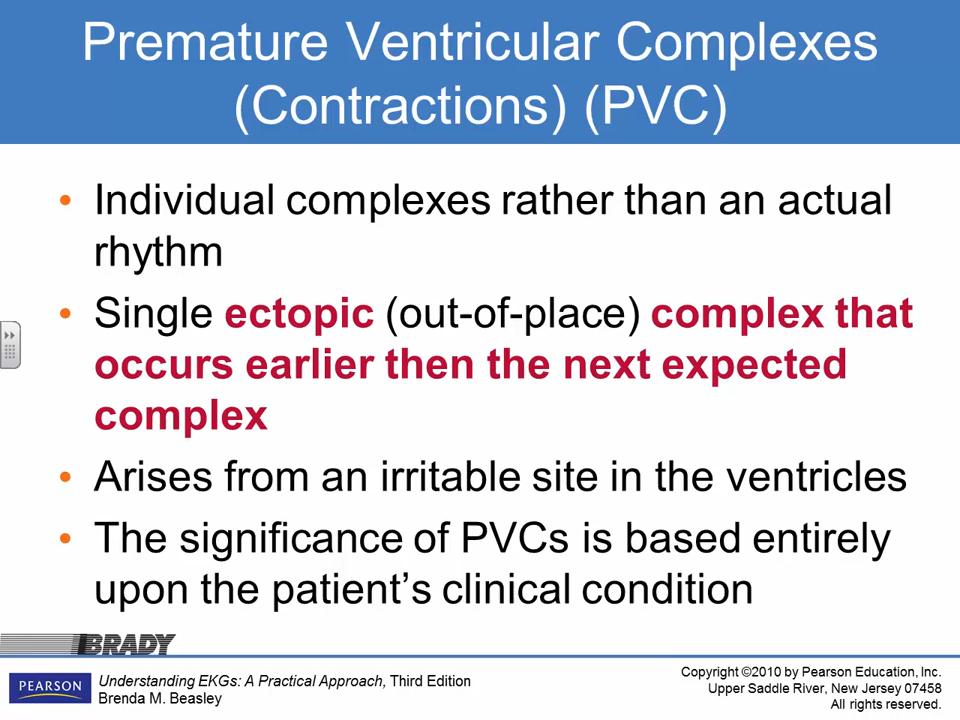 Premature Ventricular Complexes
(Contractions) (PVC)
• Individual complexes rather than an actual
rhythm
• Single ectopic (out-of-place) complex that
occurs earlier then the next expected
complex
• Arises from an irritable site in the ventricles
• The significance of PVCs is based entirely
upon the patient’s clinical condition
BRADY
PEARSON
Understanding EKGs: A Practical Approach, Third Edition
Brenda M. Beasley
Copyright ©2010 by Pearson Education, Inc.
Upper Saddle River, New Jersey 07458
All rights reserved.